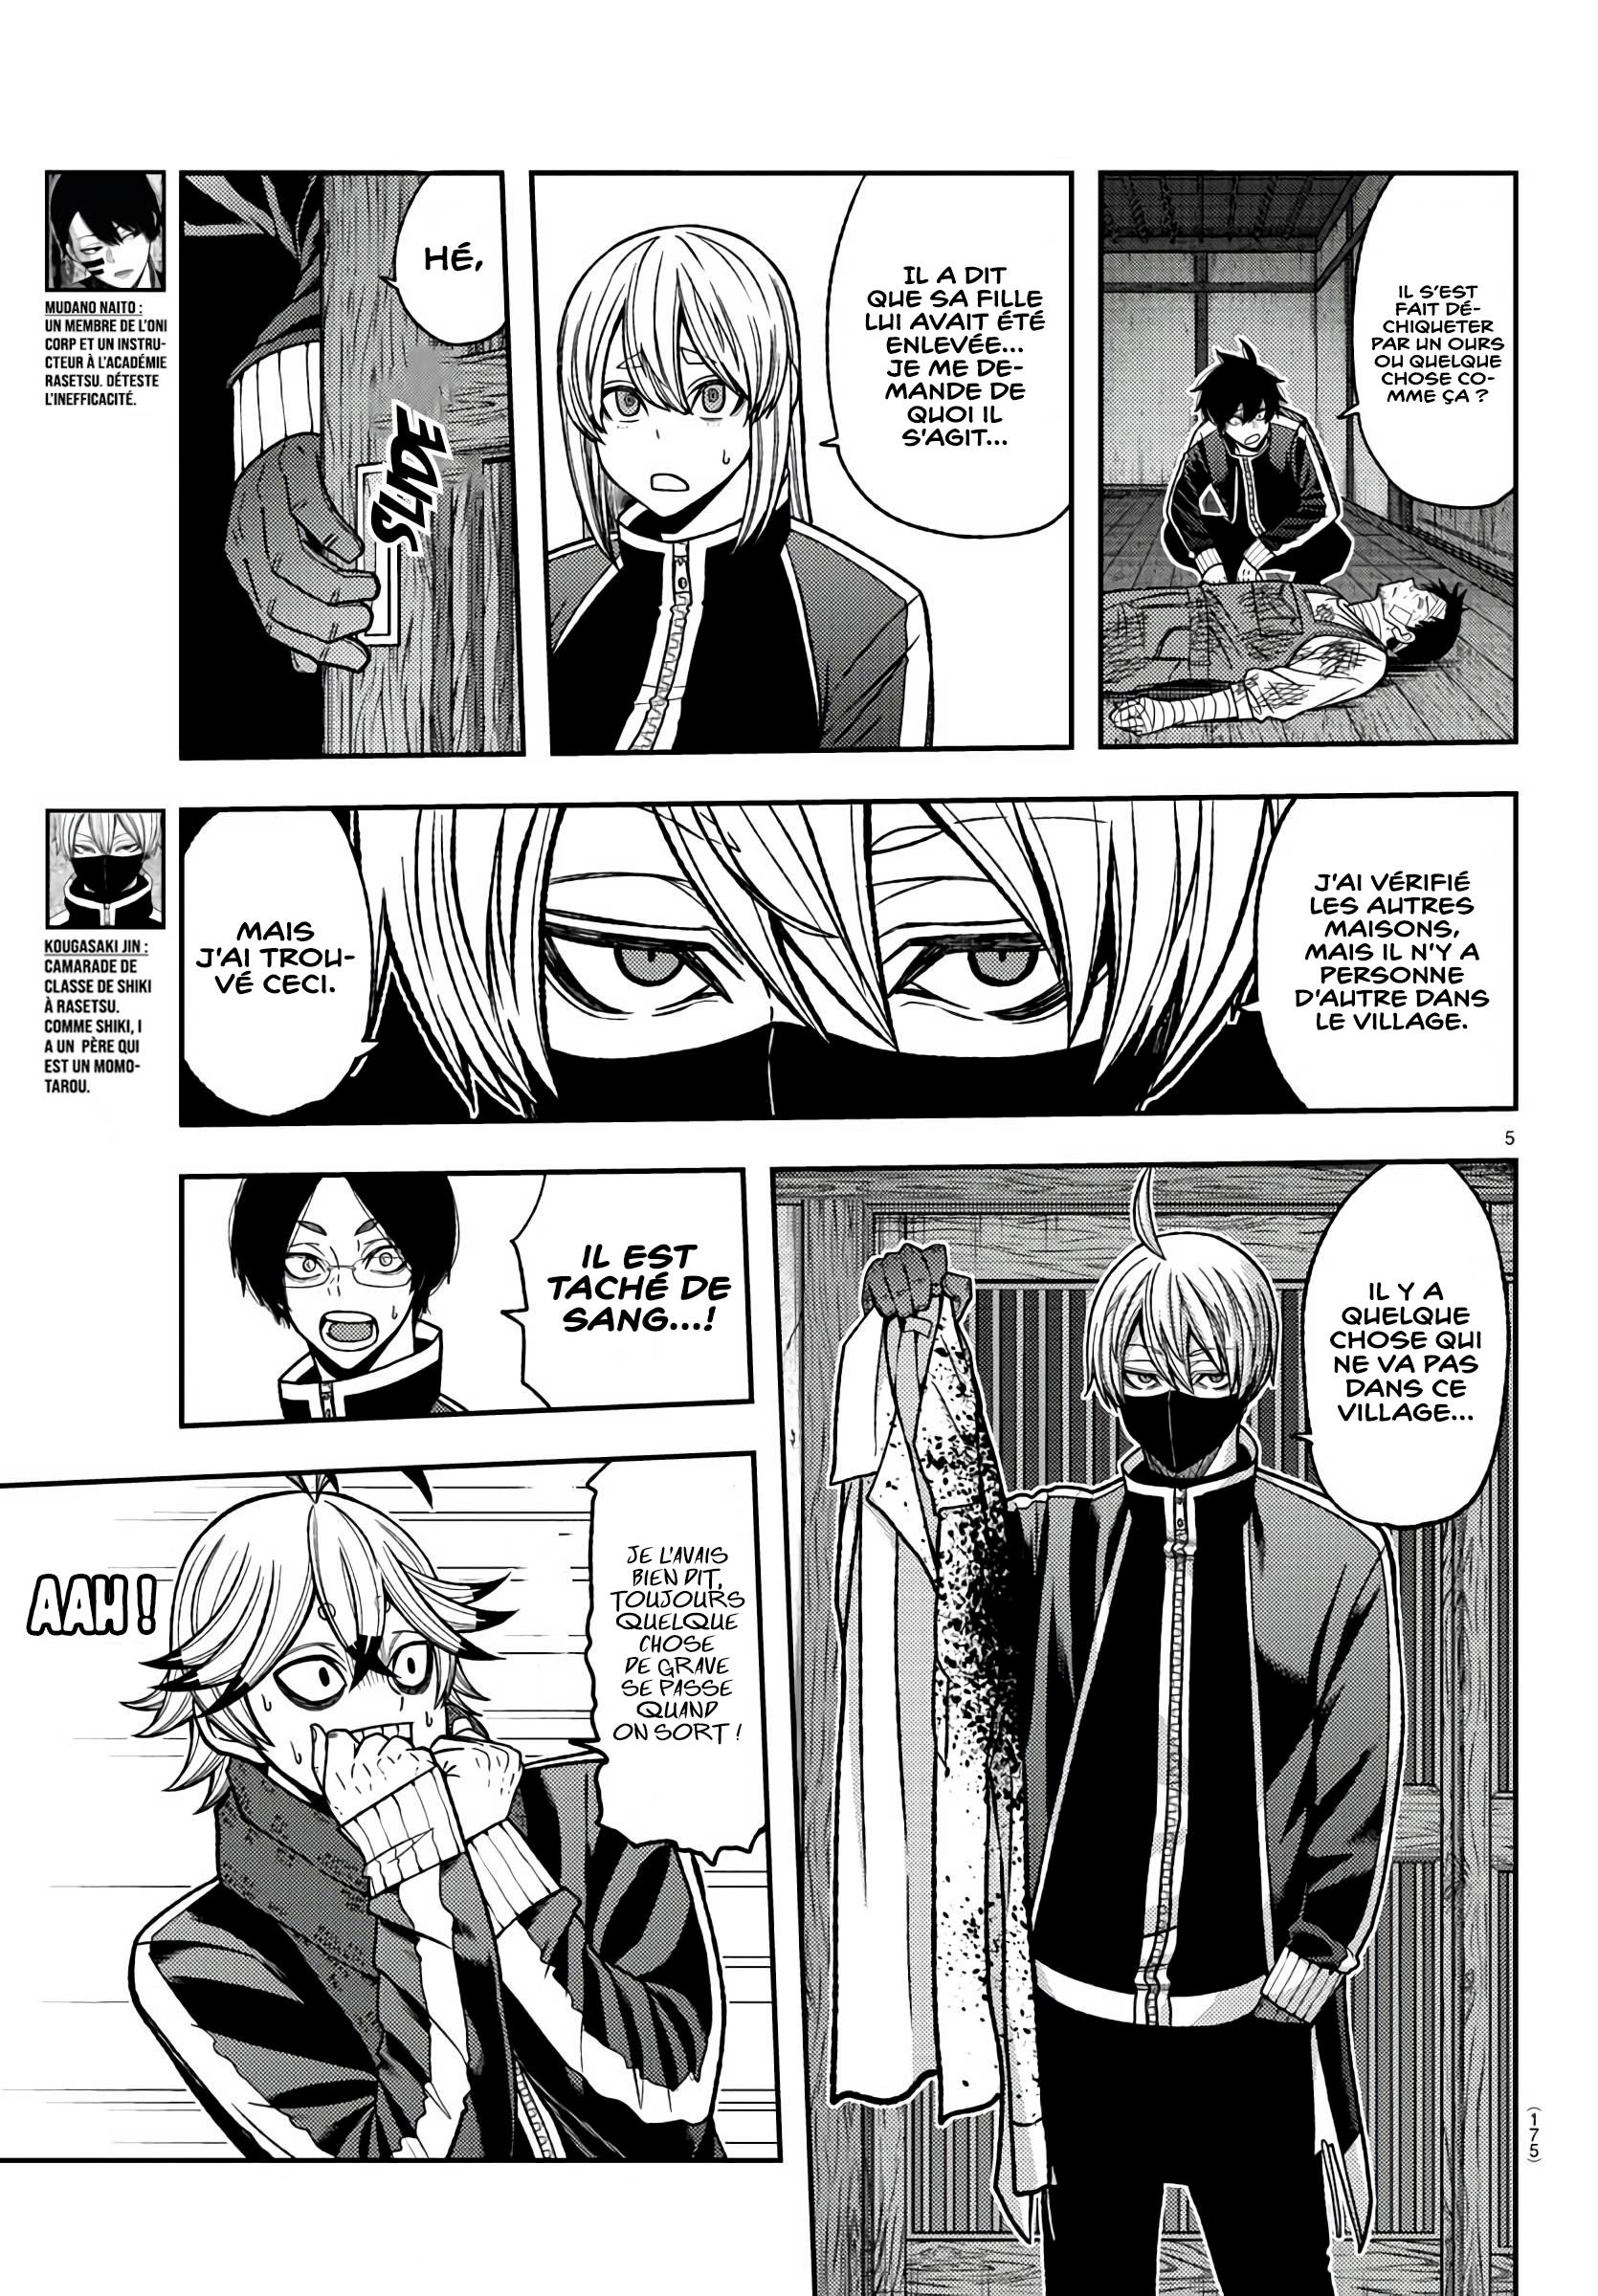 IL S'EST
FAIT DÉ-
CHIQUETER
PAR UN OURS
OU QUELQUE
CHOSE CO-
MME ÇA ?
IL A DIT
QUE SA FILLE
LUI AVAIT ÉTÉ
ENLEVÉE...
JE ME DE-
MANDE DE
QUOI IL
S'AGIT...
HÉ,
SLIDE
MUDANO NAITO :
UN MEMBRE DE L'ONI
CORP ET UN INSTRU-
CTEUR À L'ACADÉMIE
RASETSU. DÉTESTE
L'INEFFICACITÉ.
J'AI VÉRIFIÉ
LES AUTRES
MAISONS,
MAIS IL N'Y A
PERSONNE
D'AUTRE DANS
LE VILLAGE.
MAIS
J'AI TROU-
VÉ CECI.
KOUGASAKI JIN :
CAMARADE DE
CLASSE DE SHIKI
À RASETSU.
COMME SHIKI, I
A UN PÈRE QUI
EST UN MOMO-
TAROU.
5
IL Y A
QUELQUE
CHOSE QUI
NE VA PAS
DANS CE
VILLAGE...
IL EST
TACHÉ DE
SANG...!
JE L'AVAIS
BIEN DIT,
TOUJOURS
QUELQUE
CHOSE
DE GRAVE
SE PASSE
QUAND
ON SORT !
AAH !
(175)